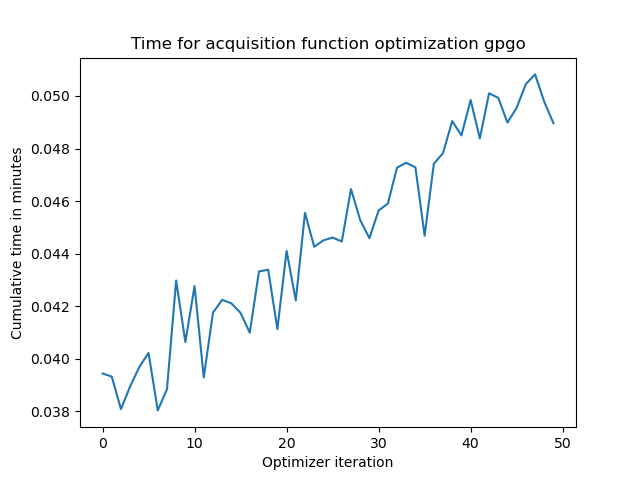 Time for acquisition function optimization gpgo
0.050
0.048
0.046
0.044
0.042
0.040
0.038
Cumulative time in minutes
0 10 20 30 40 50
Optimizer iteration